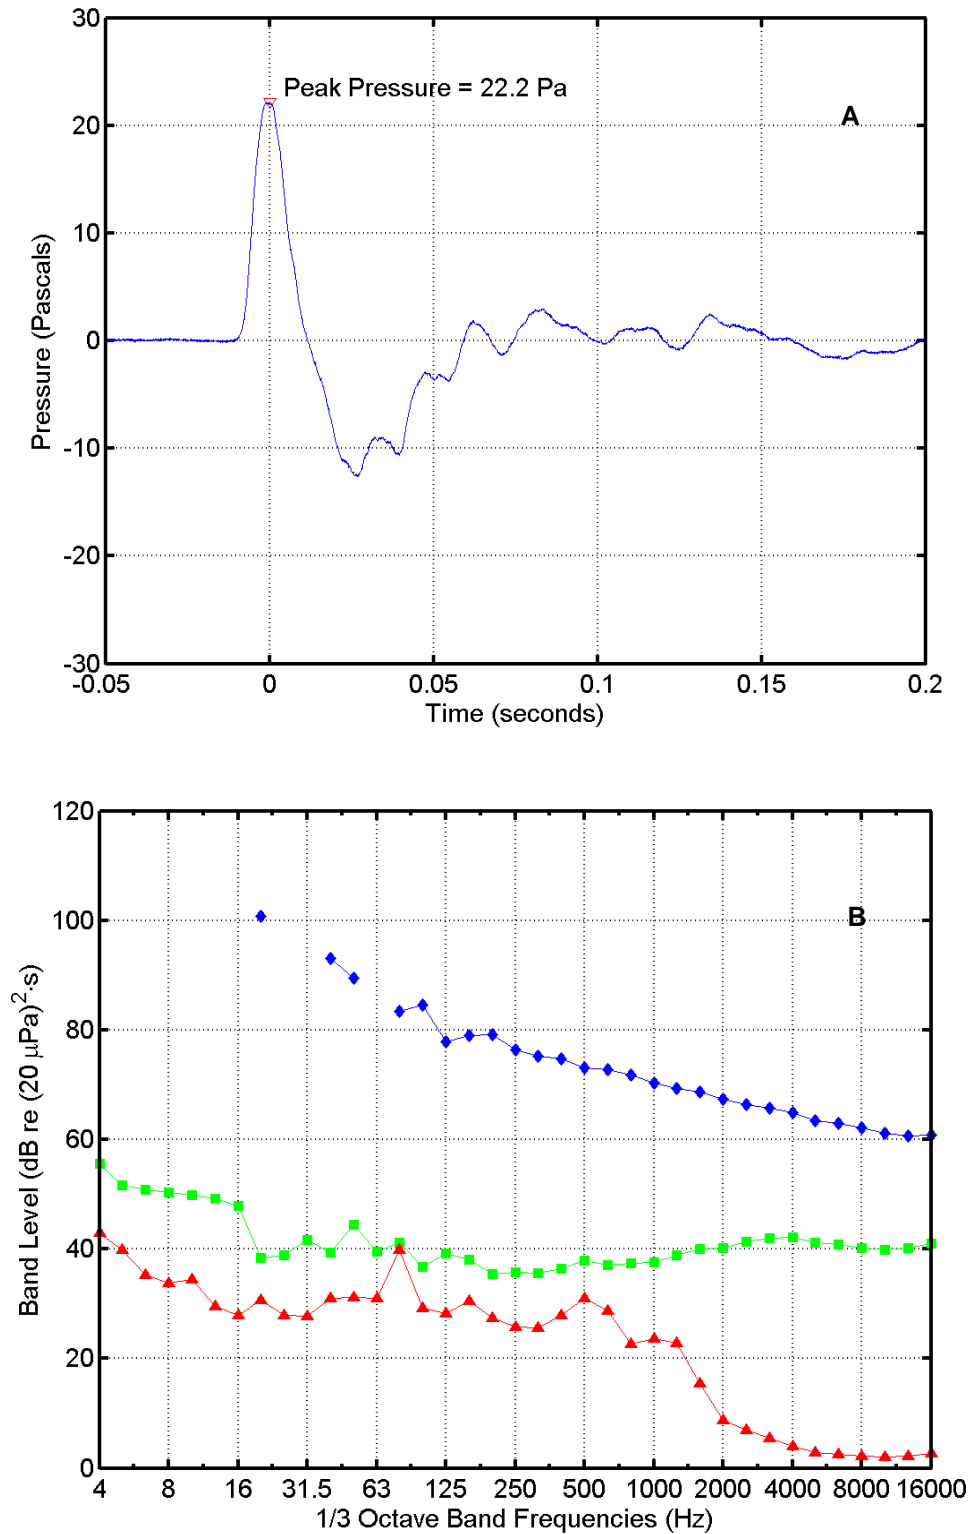 30
Peak Pressure = 22.2 Pa
A
20
10
0
-10
-20
-30
Pressure (Pascals)
-0.05 0 0.05 0.1 0.15 0.2
Time (seconds)
120
B
100
80
60
40
20
0
Band Level (dB re (20 μPa)²·s)
4 8 16 31.5 63 125 250 500 1000 2000 4000 8000 16000
1/3 Octave Band Frequencies (Hz)